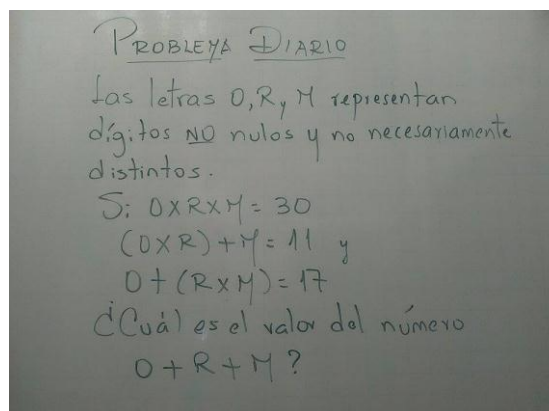 PROBLEMA DIARIO
Las letras O, R y M representan
dígitos NO nulos y no necesariamente
distintos.
Si O×R×M = 30
(O×R)+M = 11 y
O+(R×M) = 17
¿Cuál es el valor del número
O+R+M?